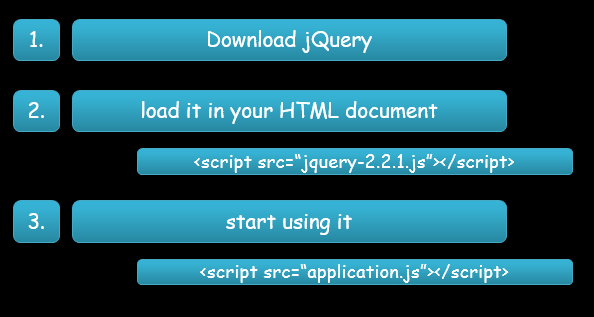 1. Download jQuery
2. load it in your HTML document
<script src=“jquery-2.2.1.js”></script>
3. start using it
<script src=“application.js”></script>